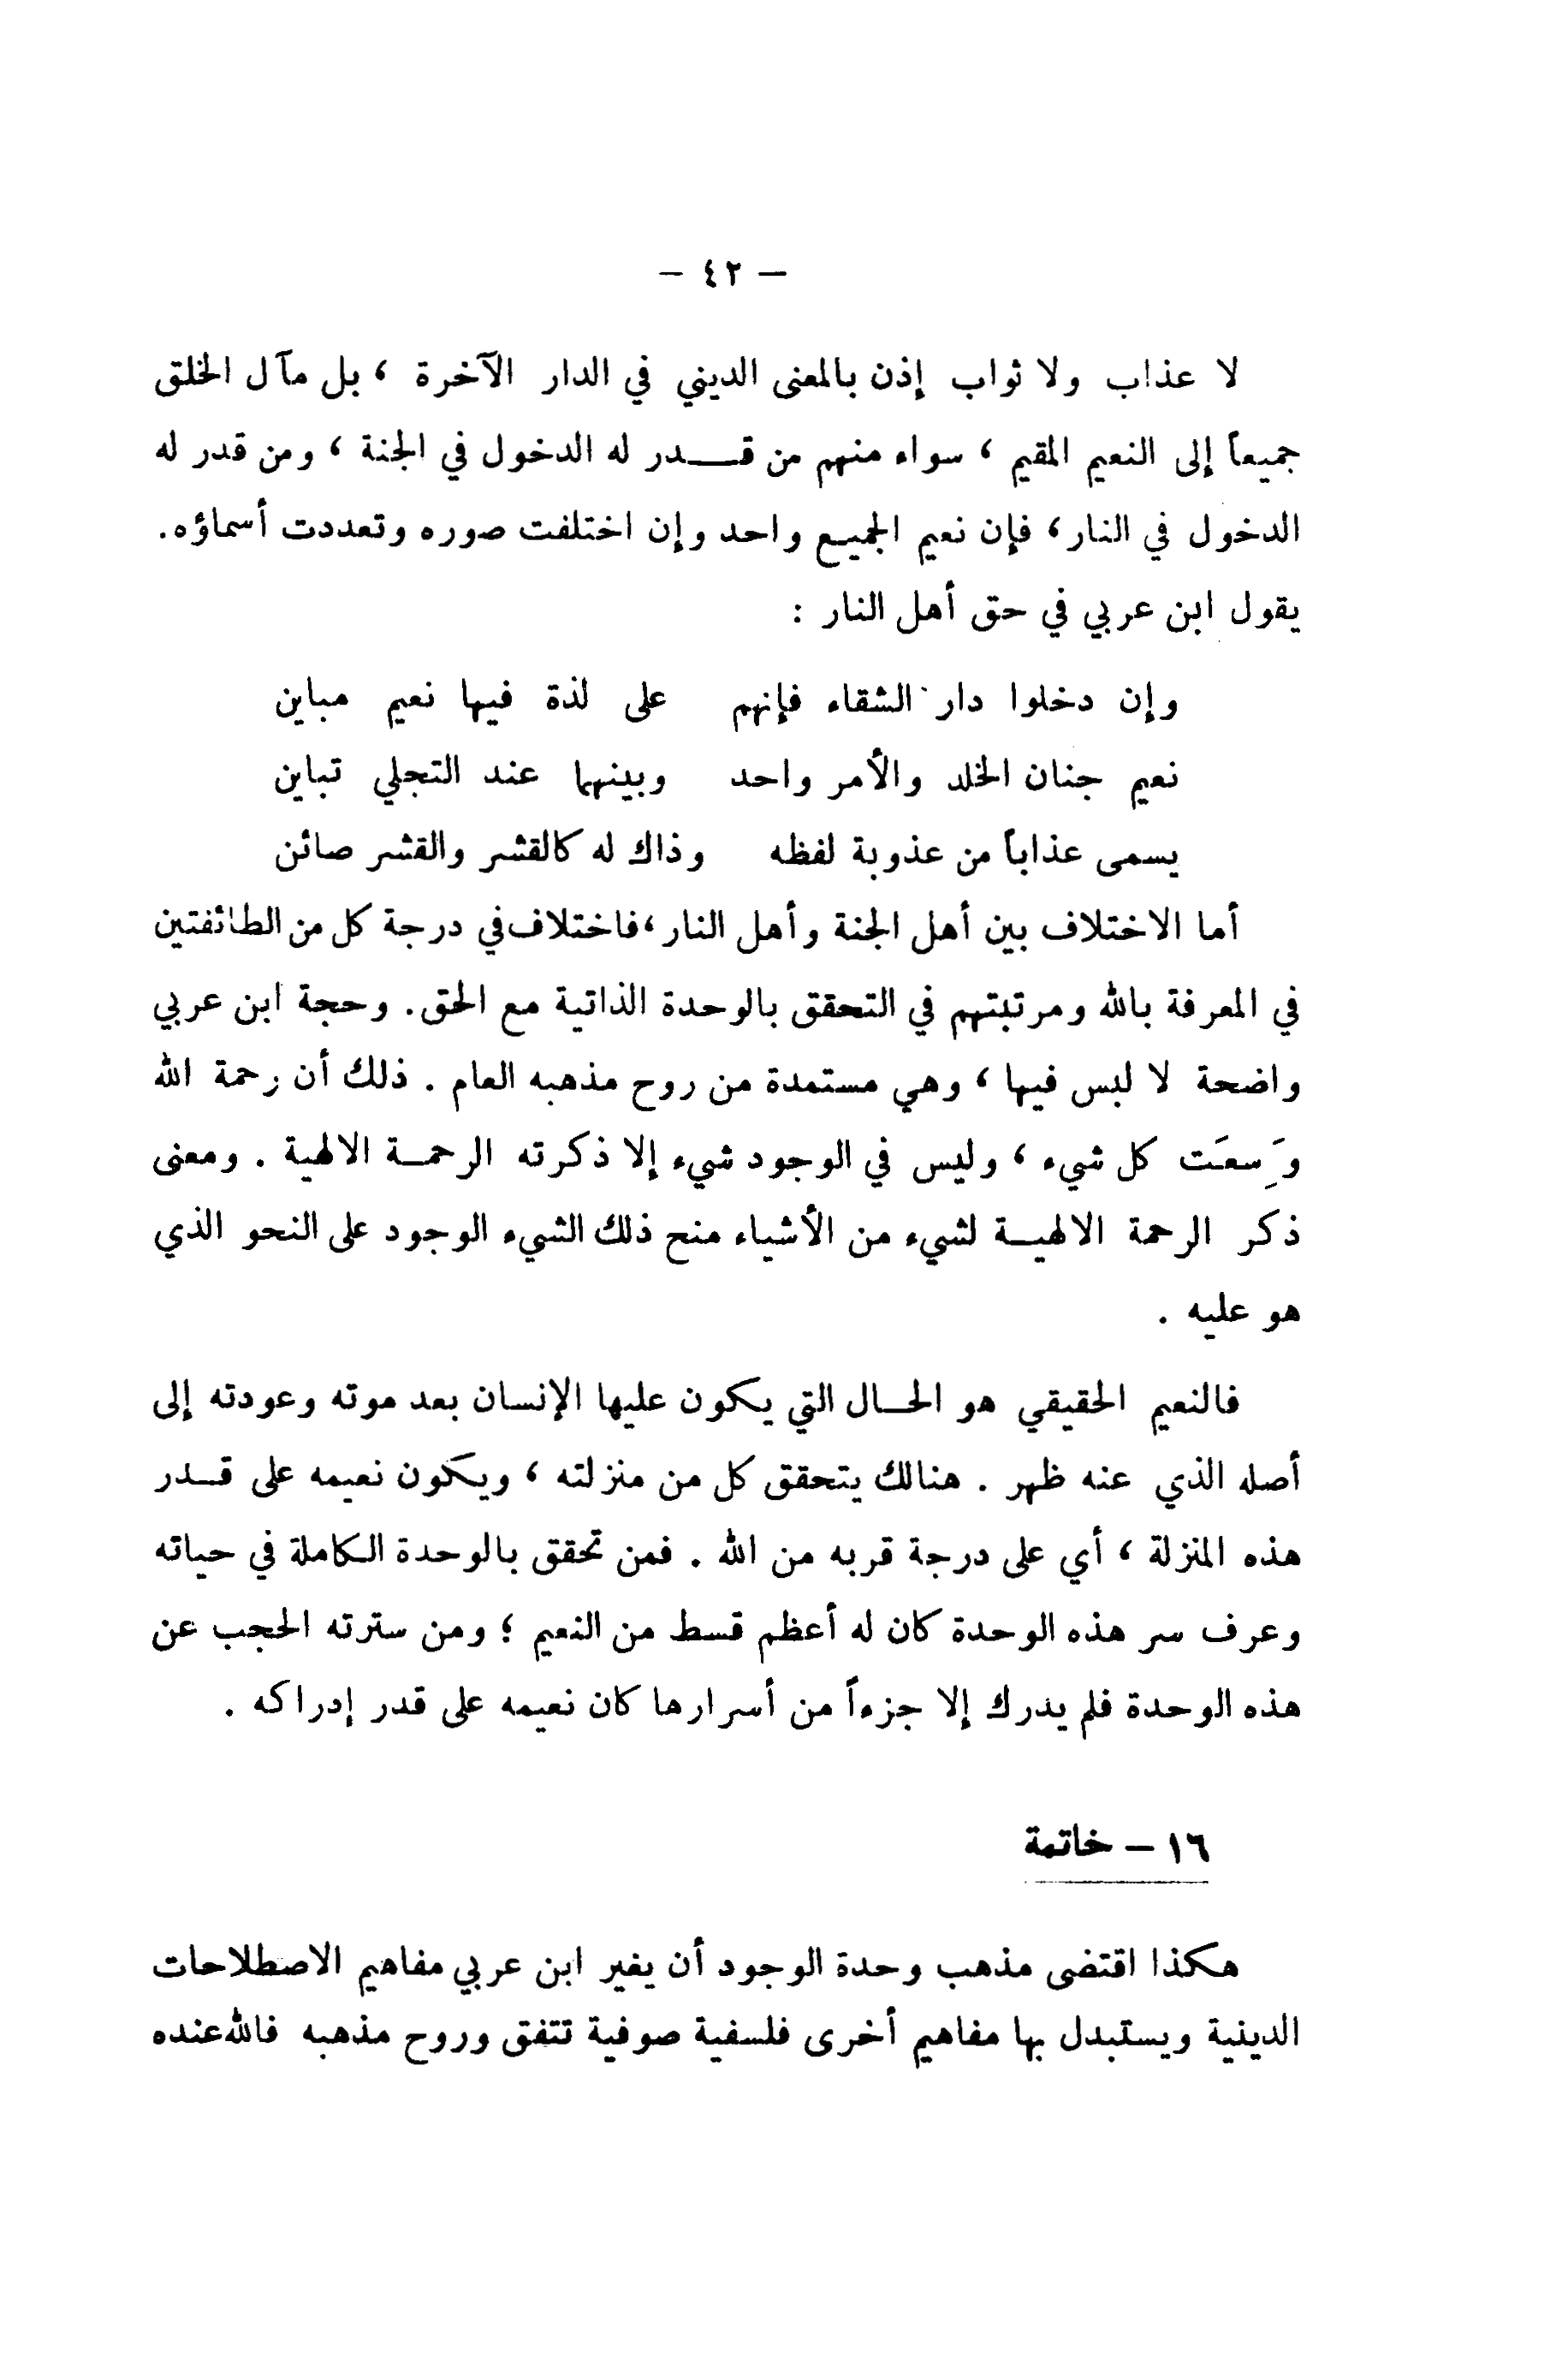 — ٤٢ —
لا عذاب ولا ثواب إذن بالمعنى الديني في الدار الآخرة ، بل مآل الخلق
جميعاً إلى النعيم المقيم ، سواء منهم من قـــدر له الدخول في الجنة ، ومن قدر له
الدخول في النار، فإن نعيم الجميع واحد وإن اختلفت صوره وتعددت أسماؤه.
يقول ابن عربي في حق أهل النار :
وإن دخلوا دار الشقاء فإنهم على لذة فيها نعيم مباين
نعيم جنان الخلد والأمر واحد وبينهما عند التجلي تباين
يسمى عذاباً من عذوبة لفظه وذاك له كالقشر والقشر صائن
أما الاختلاف بين أهل الجنة وأهل النار،فاختلاف في درجة كل من الطائفتين
في المعرفة بالله ومرتبتهم في التحقق بالوحدة الذاتية مع الحق. وحجة ابن عربي
واضحة لا لبس فيها ، وهي مستمدة من روح مذهبه العام . ذلك أن رحمة الله
وَسِعَت كل شيء ، وليس في الوجود شيء إلا ذكرته الرحمـة الالهية . ومعنى
ذكر الرحمة الالهيـة لشيء من الأشياء منح ذلك الشيء الوجود على النحو الذي
هو عليه .
فالنعيم الحقيقي هو الحـال التي يكون عليها الإنسان بعد موته وعودته إلى
أصله الذي عنه ظهر . هنالك يتحقق كل من منزلته ، ويكون نعيمه على قـدر
هذه المنزلة ، أي على درجة قربه من الله . فمن تحقق بالوحدة الكاملة في حياته
وعرف سر هذه الوحدة كان له أعظم قسط من النعيم ؛ ومن سترته الحجب عن
هذه الوحدة فلم يدرك إلا جزءاً من أسرارها كان نعيمه على قدر إدراكه .
١٦ — خاتمة
هكذا اقتضى مذهب وحدة الوجود أن يغير ابن عربي مفاهيم الاصطلاحات
الدينية ويستبدل بها مفاهيم أخرى فلسفية صوفية تتفق وروح مذهبه فالله عنده